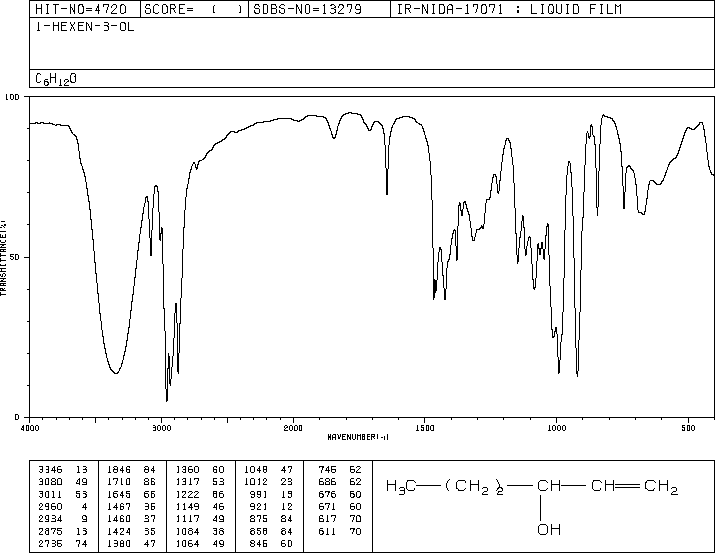 HIT-NO=4720 SCORE= ( ) SDBS-NO=13279 IR-NIDA-17071 : LIQUID FILM
1-HEXEN-3-OL
C6H12O
100
TRANSMITTANCE(%)
50
0
4000 3000 2000 1500 1000 500
WAVENUMBER(-1)
3346 13 1846 84 1360 60 1048 47 745 62
3080 49 1710 86 1317 53 1012 23 686 62
3011 53 1645 66 1222 66 991 13 676 60
2960 4 1467 36 1149 46 921 12 671 60
2934 9 1460 37 1117 49 875 84 617 70
2875 13 1424 35 1084 38 858 84 611 70
2735 74 1380 47 1064 49 846 60
H3C—(CH2)2—CH—CH=CH2
OH